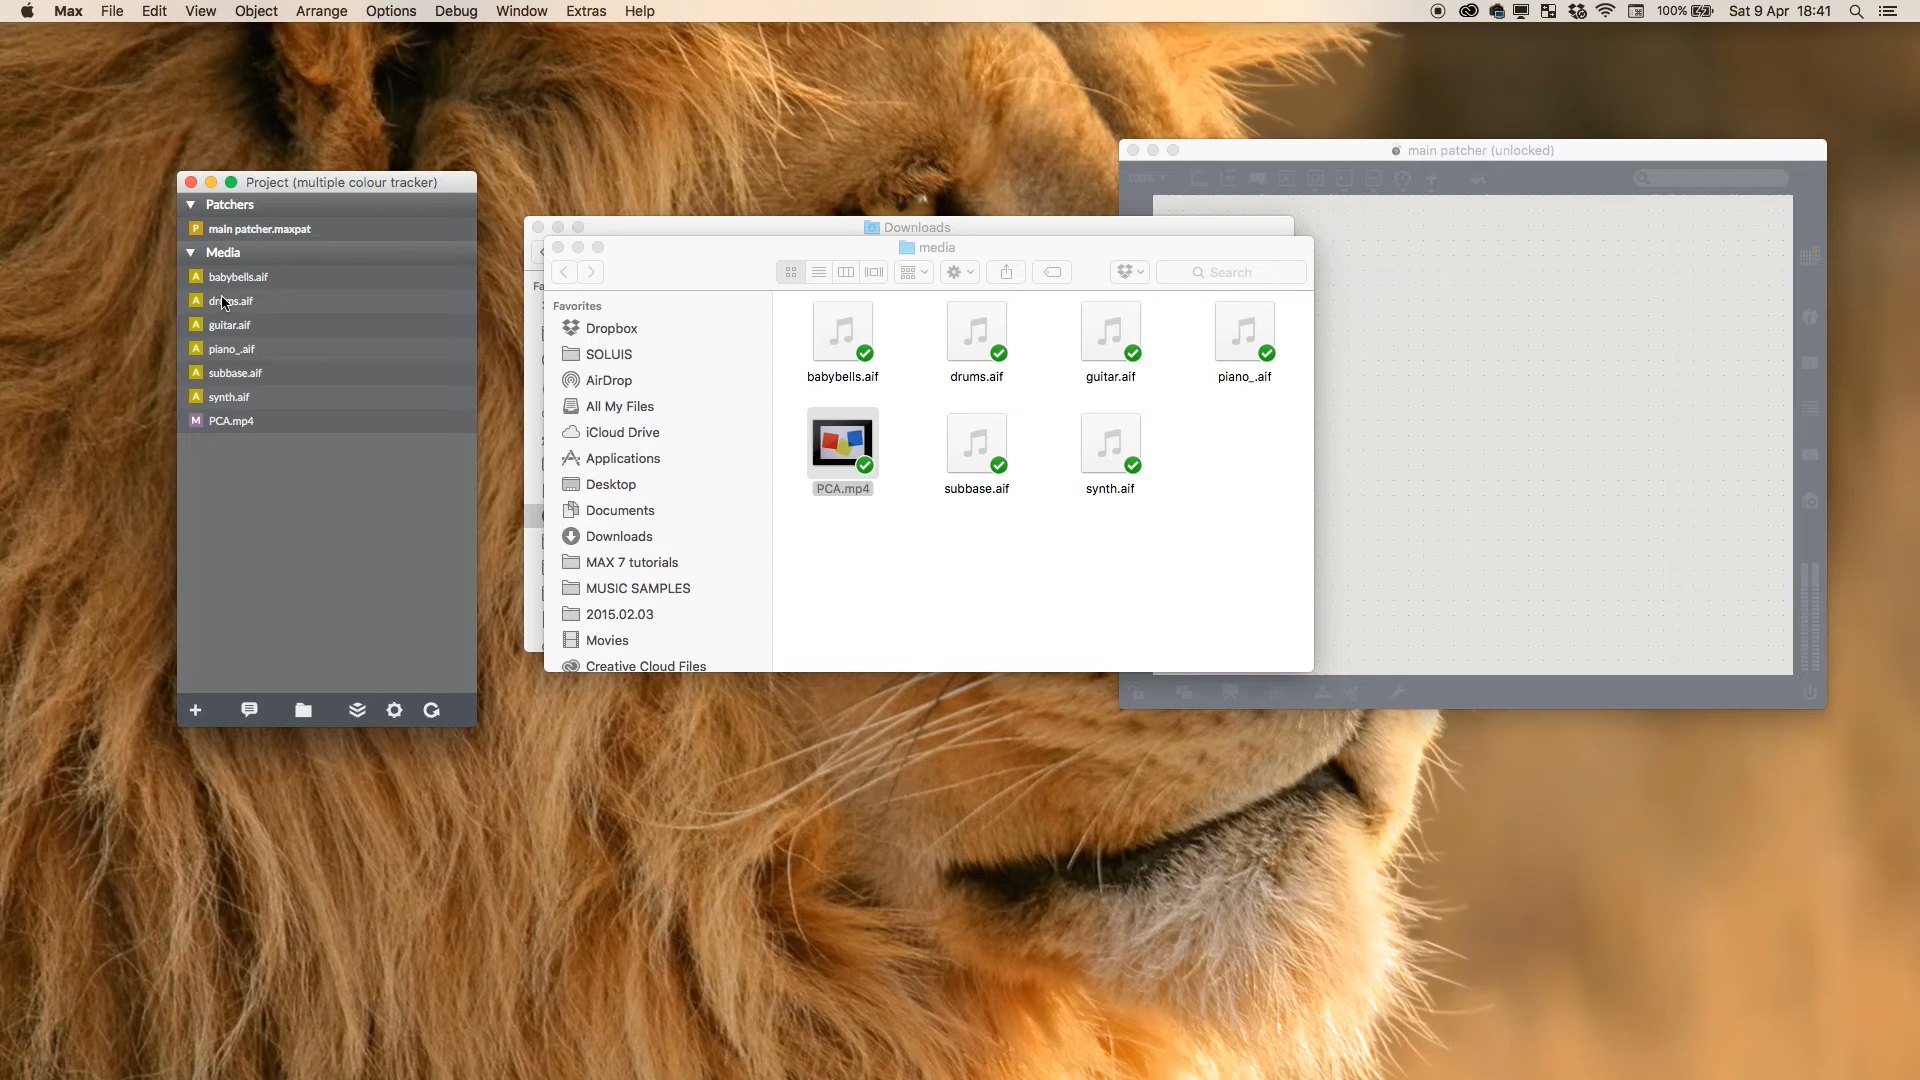 Max File Edit View Object Arrange Options Debug Window Extras Help
100% Sat 9 Apr 18:41
Project (multiple colour tracker)
Patchers
P main patcher.maxpat
Media
A babybells.aif
A drums.aif
A guitar.aif
A piano_.aif
A subbase.aif
A synth.aif
M PCA.mp4
Downloads
Fa
media
Search
Favorites
Dropbox
SOLUIS
AirDrop
All My Files
iCloud Drive
Applications
Desktop
Documents
Downloads
MAX 7 tutorials
MUSIC SAMPLES
2015.02.03
Movies
Creative Cloud Files
babybells.aif
drums.aif
guitar.aif
piano_.aif
PCA.mp4
subbase.aif
synth.aif
main patcher (unlocked)
100%